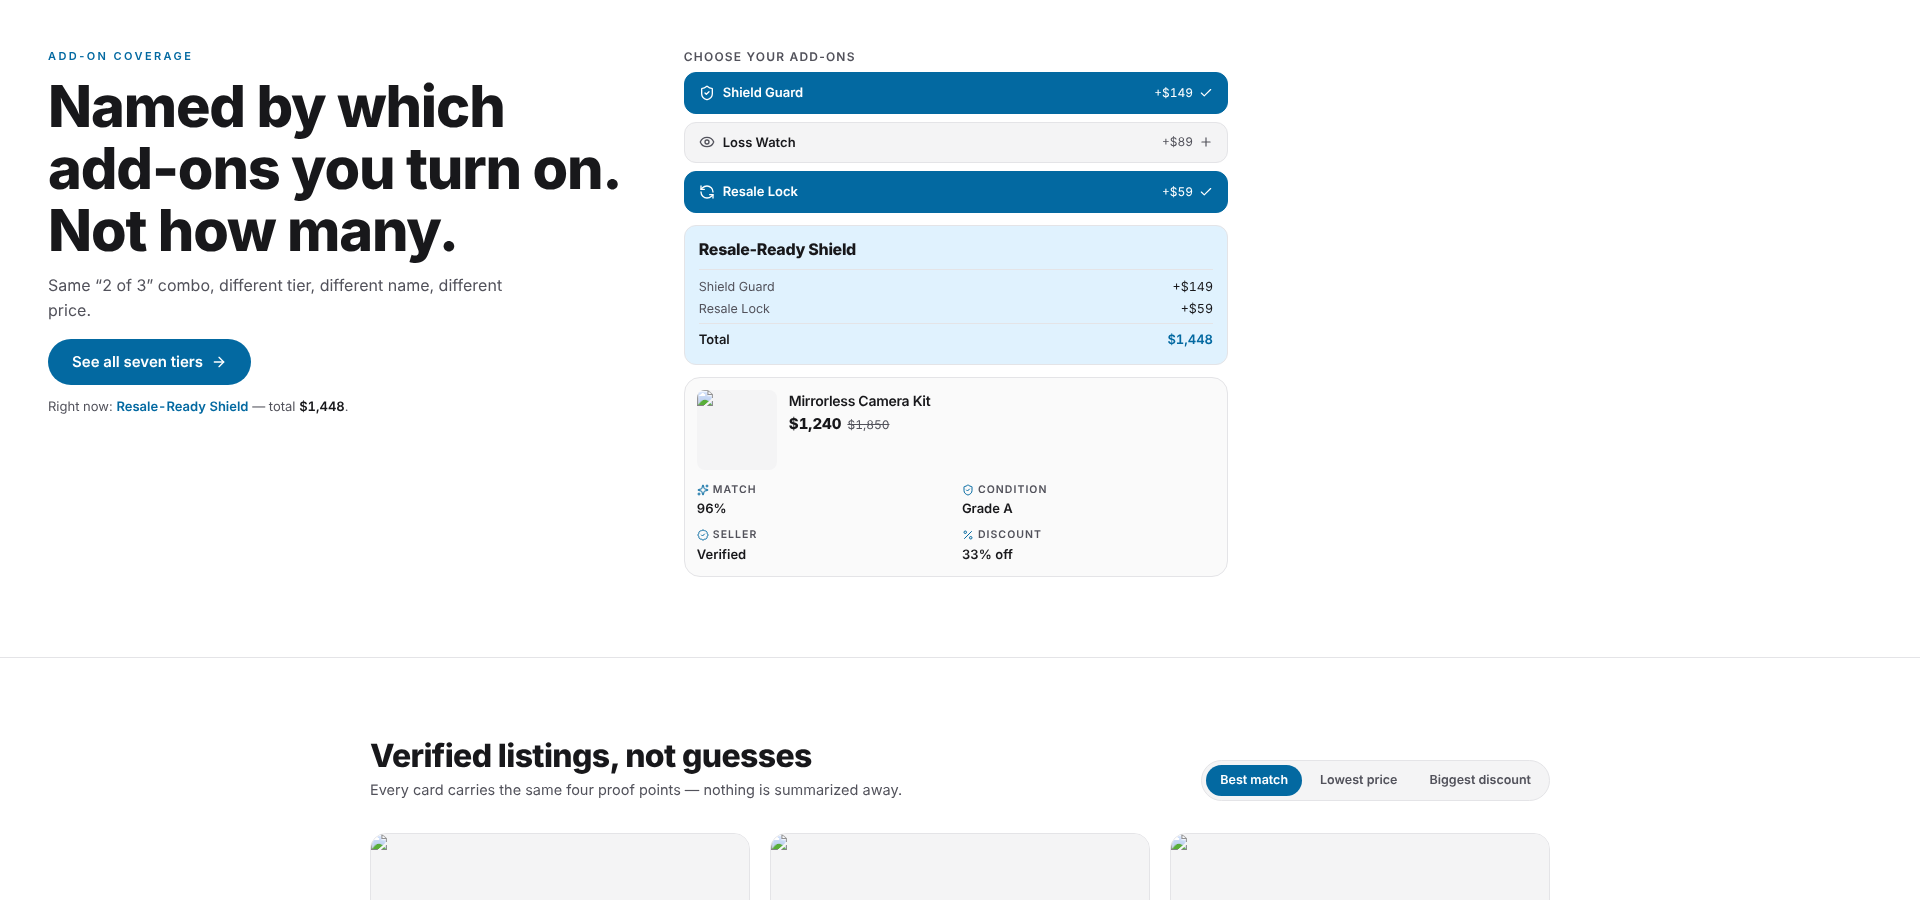 ADD-ON COVERAGE
Named by which
add-ons you turn on.
Not how many.
Same “2 of 3” combo, different tier, different name, different
price.
See all seven tiers
Right now: Resale-Ready Shield — total $1,448.
CHOOSE YOUR ADD-ONS
Shield Guard +$149
Loss Watch +$89
Resale Lock +$59
Resale-Ready Shield
Shield Guard +$149
Resale Lock +$59
Total $1,448
Mirrorless Camera Kit
$1,240 $1,850
MATCH
96%
CONDITION
Grade A
SELLER
Verified
DISCOUNT
33% off
Verified listings, not guesses
Every card carries the same four proof points — nothing is summarized away.
Best match Lowest price Biggest discount